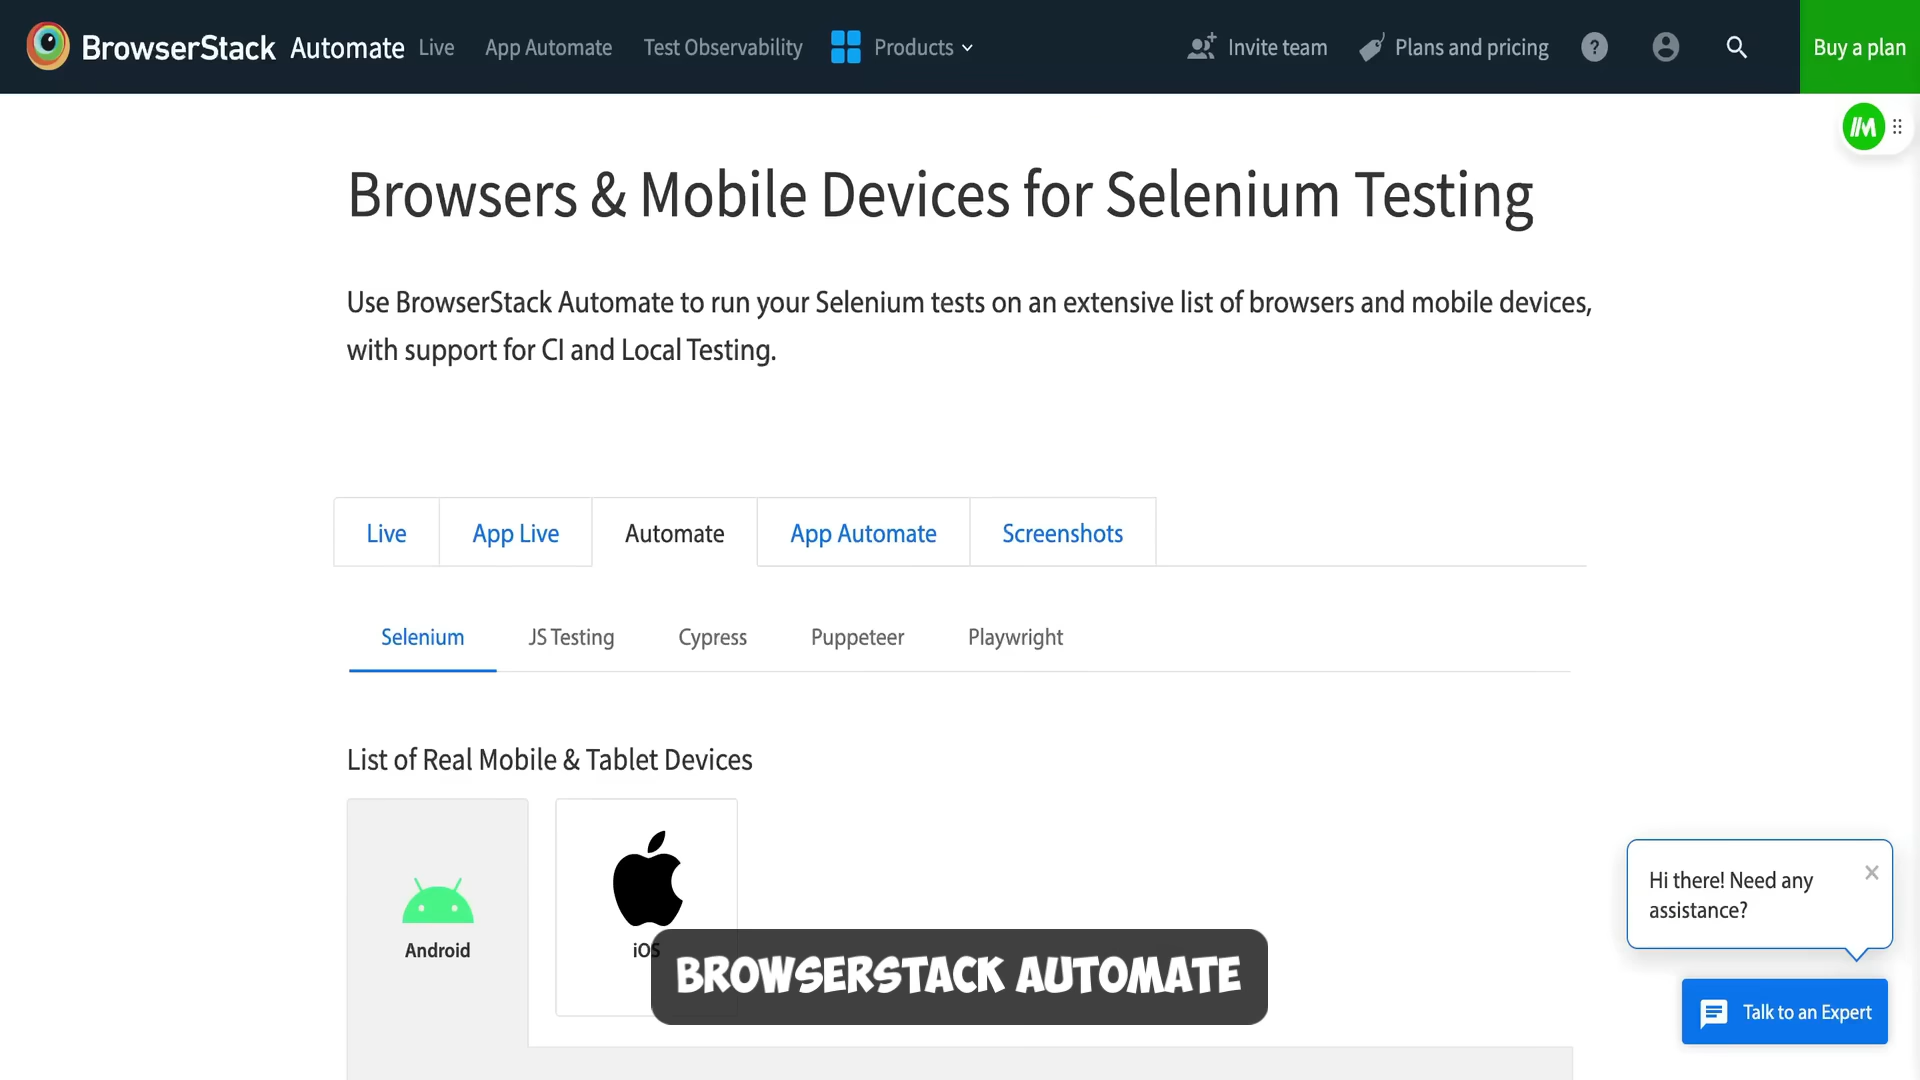 BrowserStack Automate Live App Automate Test Observability Products Invite team Plans and pricing ? Buy a plan
Browsers & Mobile Devices for Selenium Testing
Use BrowserStack Automate to run your Selenium tests on an extensive list of browsers and mobile devices,
with support for CI and Local Testing.
Live App Live Automate App Automate Screenshots
Selenium JS Testing Cypress Puppeteer Playwright
List of Real Mobile & Tablet Devices
Android iOS
BROWSERSTACK AUTOMATE
Hi there! Need any
assistance?
Talk to an Expert